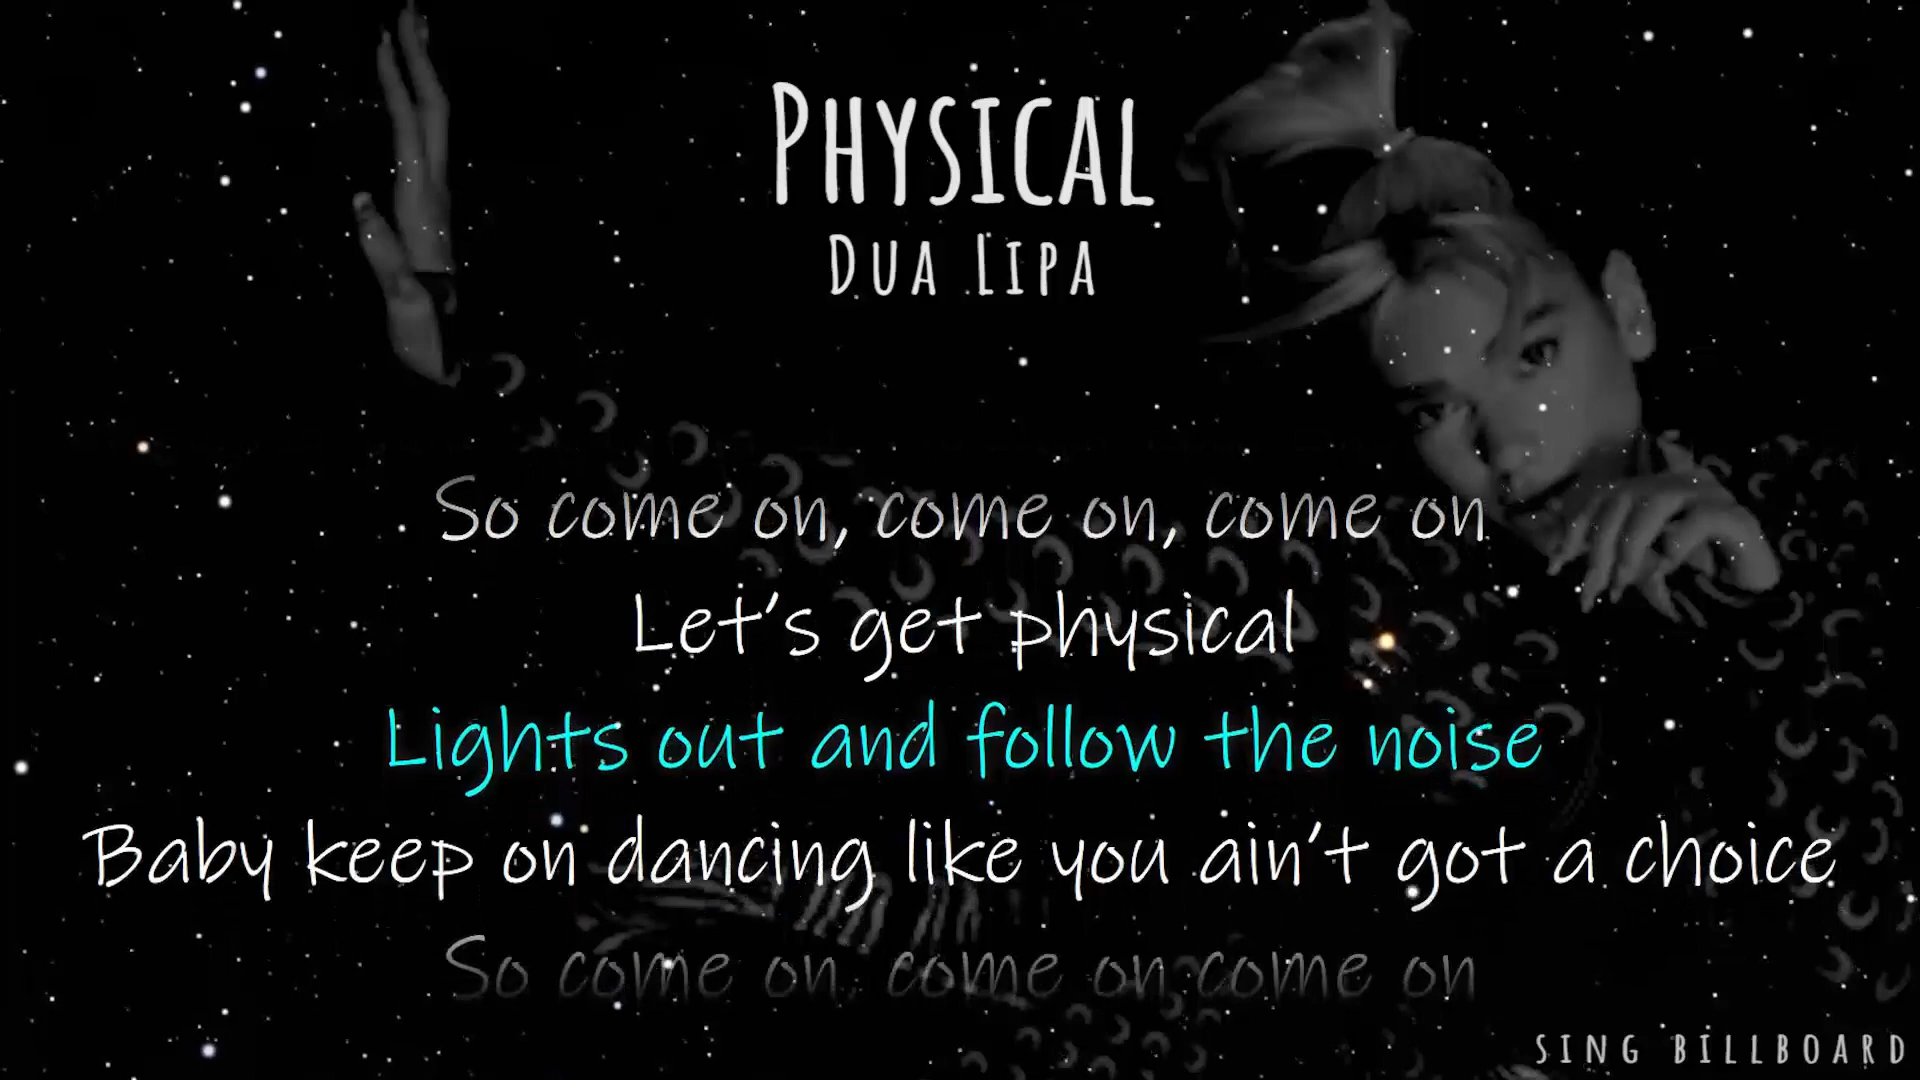 PHYSICAL
DUA LIPA
So come on, come on, come on
Let's get physical
Lights out and follow the noise
Baby keep on dancing like you ain't got a choice
So come on, come on come on
SING BILLBOARD